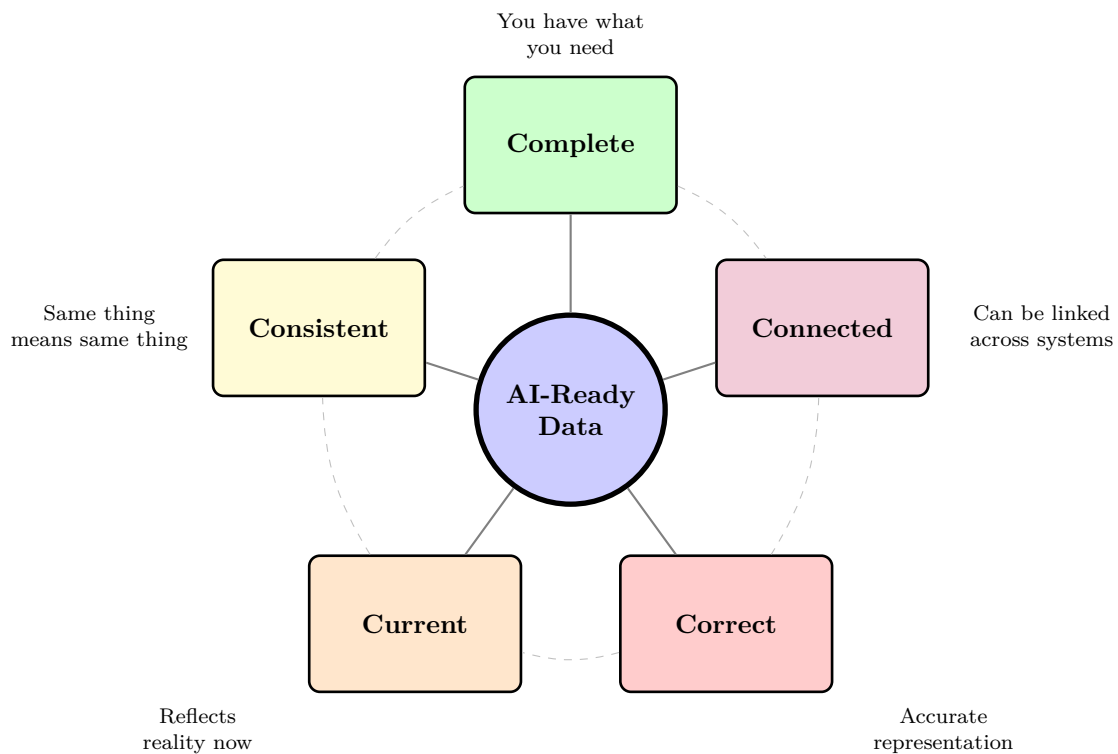 You have what
you need
Complete
Consistent
Same thing
means same thing
Connected
Can be linked
across systems
AI-Ready
Data
Current
Reflects
reality now
Correct
Accurate
representation